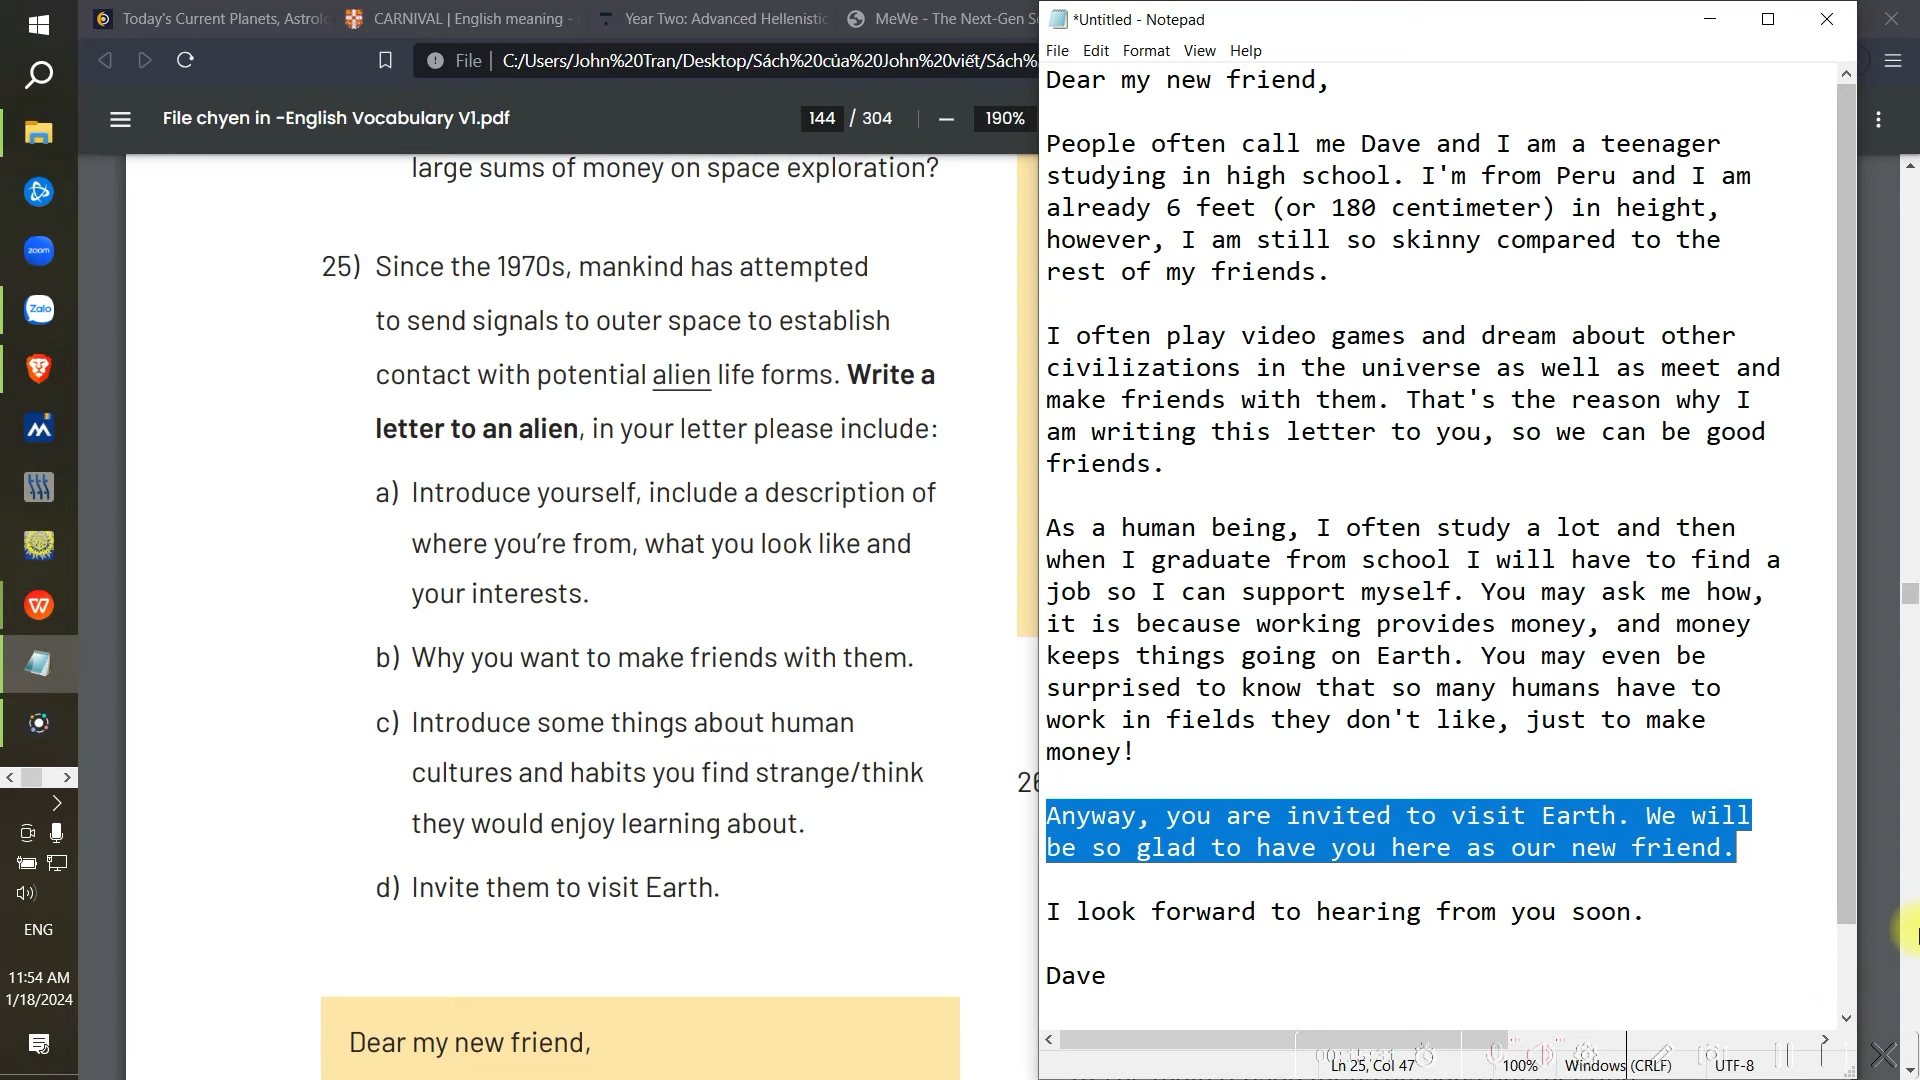 Today's Current Planets, Astrolo
CARNIVAL | English meaning -
Year Two: Advanced Hellenistic
MeWe - The Next-Gen S
File
C:/Users/John%20Tran/Desktop/Sách%20của%20John%20viết/Sách%
File chyen in -English Vocabulary V1.pdf
144 / 304
190%
large sums of money on space exploration?
25) Since the 1970s, mankind has attempted
to send signals to outer space to establish
contact with potential alien life forms. Write a
letter to an alien, in your letter please include:
a) Introduce yourself, include a description of
where you're from, what you look like and
your interests.
b) Why you want to make friends with them.
c) Introduce some things about human
cultures and habits you find strange/think
they would enjoy learning about.
d) Invite them to visit Earth.
Dear my new friend,
26
*Untitled - Notepad
File Edit Format View Help
Dear my new friend,
People often call me Dave and I am a teenager
studying in high school. I'm from Peru and I am
already 6 feet (or 180 centimeter) in height,
however, I am still so skinny compared to the
rest of my friends.
I often play video games and dream about other
civilizations in the universe as well as meet and
make friends with them. That's the reason why I
am writing this letter to you, so we can be good
friends.
As a human being, I often study a lot and then
when I graduate from school I will have to find a
job so I can support myself. You may ask me how,
it is because working provides money, and money
keeps things going on Earth. You may even be
surprised to know that so many humans have to
work in fields they don't like, just to make
money!
Anyway, you are invited to visit Earth. We will
be so glad to have you here as our new friend.
I look forward to hearing from you soon.
Dave
Ln 25, Col 47
100%
Windows (CRLF)
UTF-8
zoom
Zalo
ENG
11:54 AM
1/18/2024